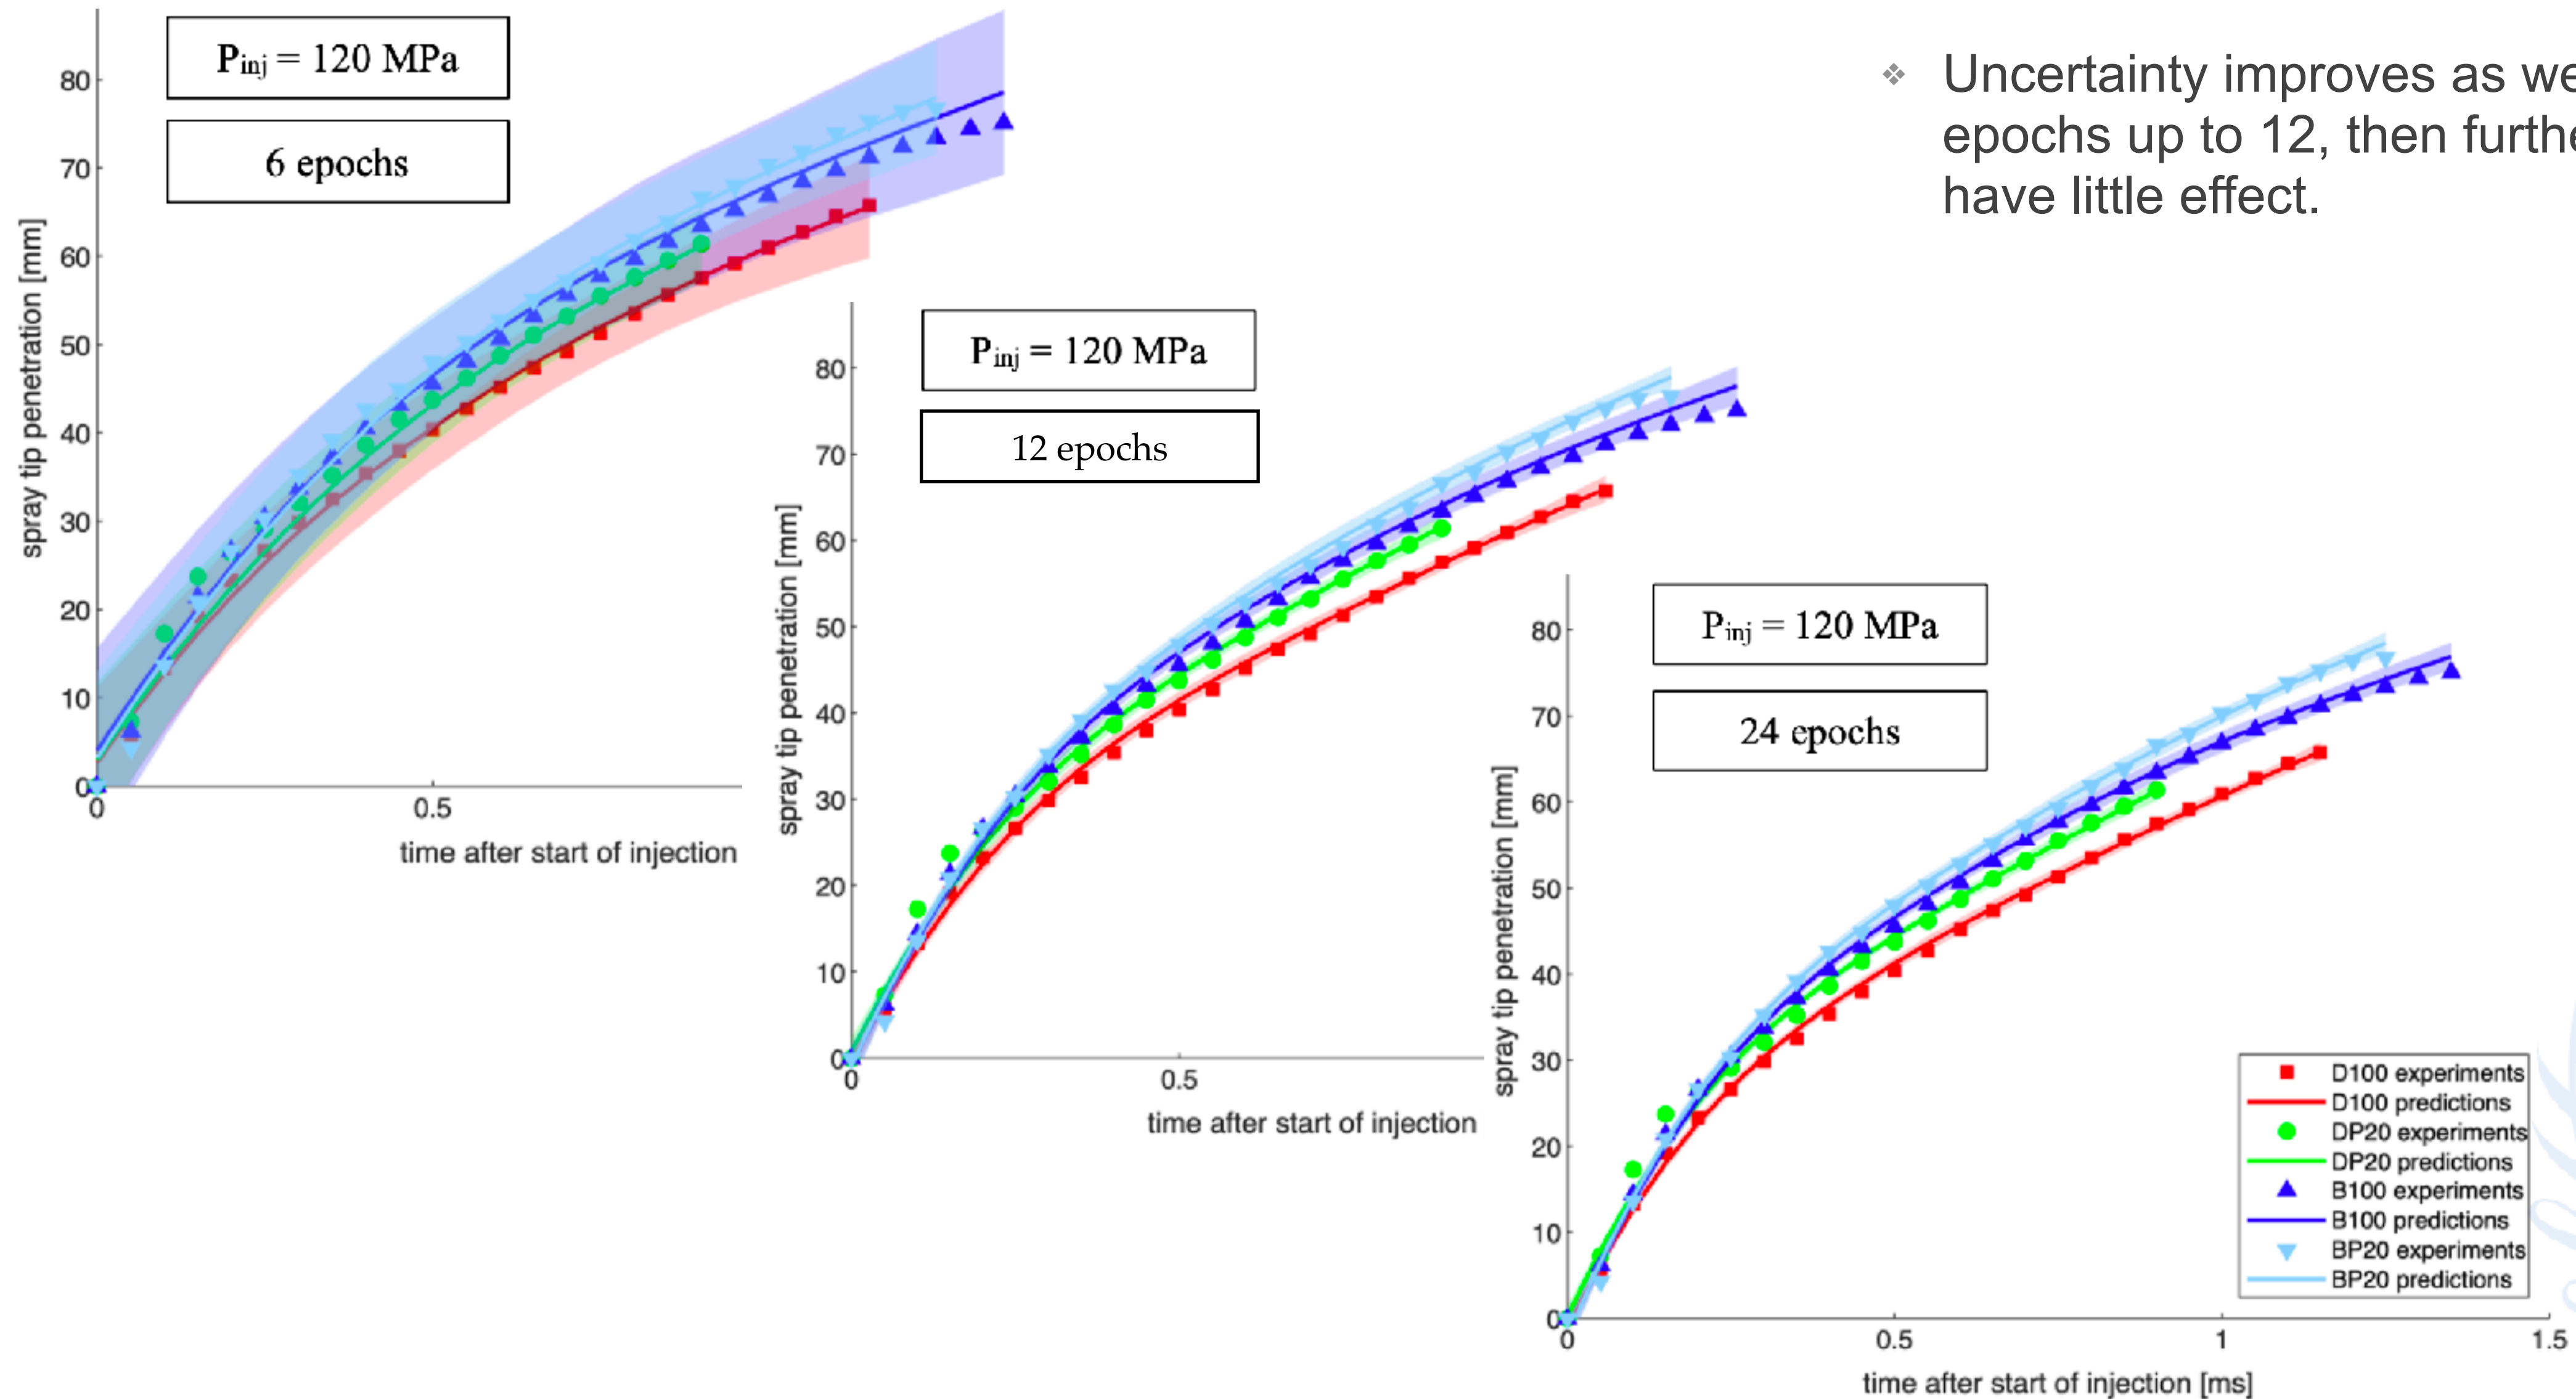 P_inj = 120 MPa
6 epochs
80
70
60
50
40
30
20
10
0
0
0.5
spray tip penetration [mm]
time after start of injection
❖ Uncertainty improves as we
epochs up to 12, then furthe
have little effect.
P_inj = 120 MPa
12 epochs
80
70
60
50
40
30
20
10
0
0
0.5
spray tip penetration [mm]
time after start of injection
P_inj = 120 MPa
24 epochs
80
70
60
50
40
30
20
10
0
0
0.5
1
1.5
spray tip penetration [mm]
time after start of injection [ms]
D100 experiments
D100 predictions
DP20 experiments
DP20 predictions
B100 experiments
B100 predictions
BP20 experiments
BP20 predictions